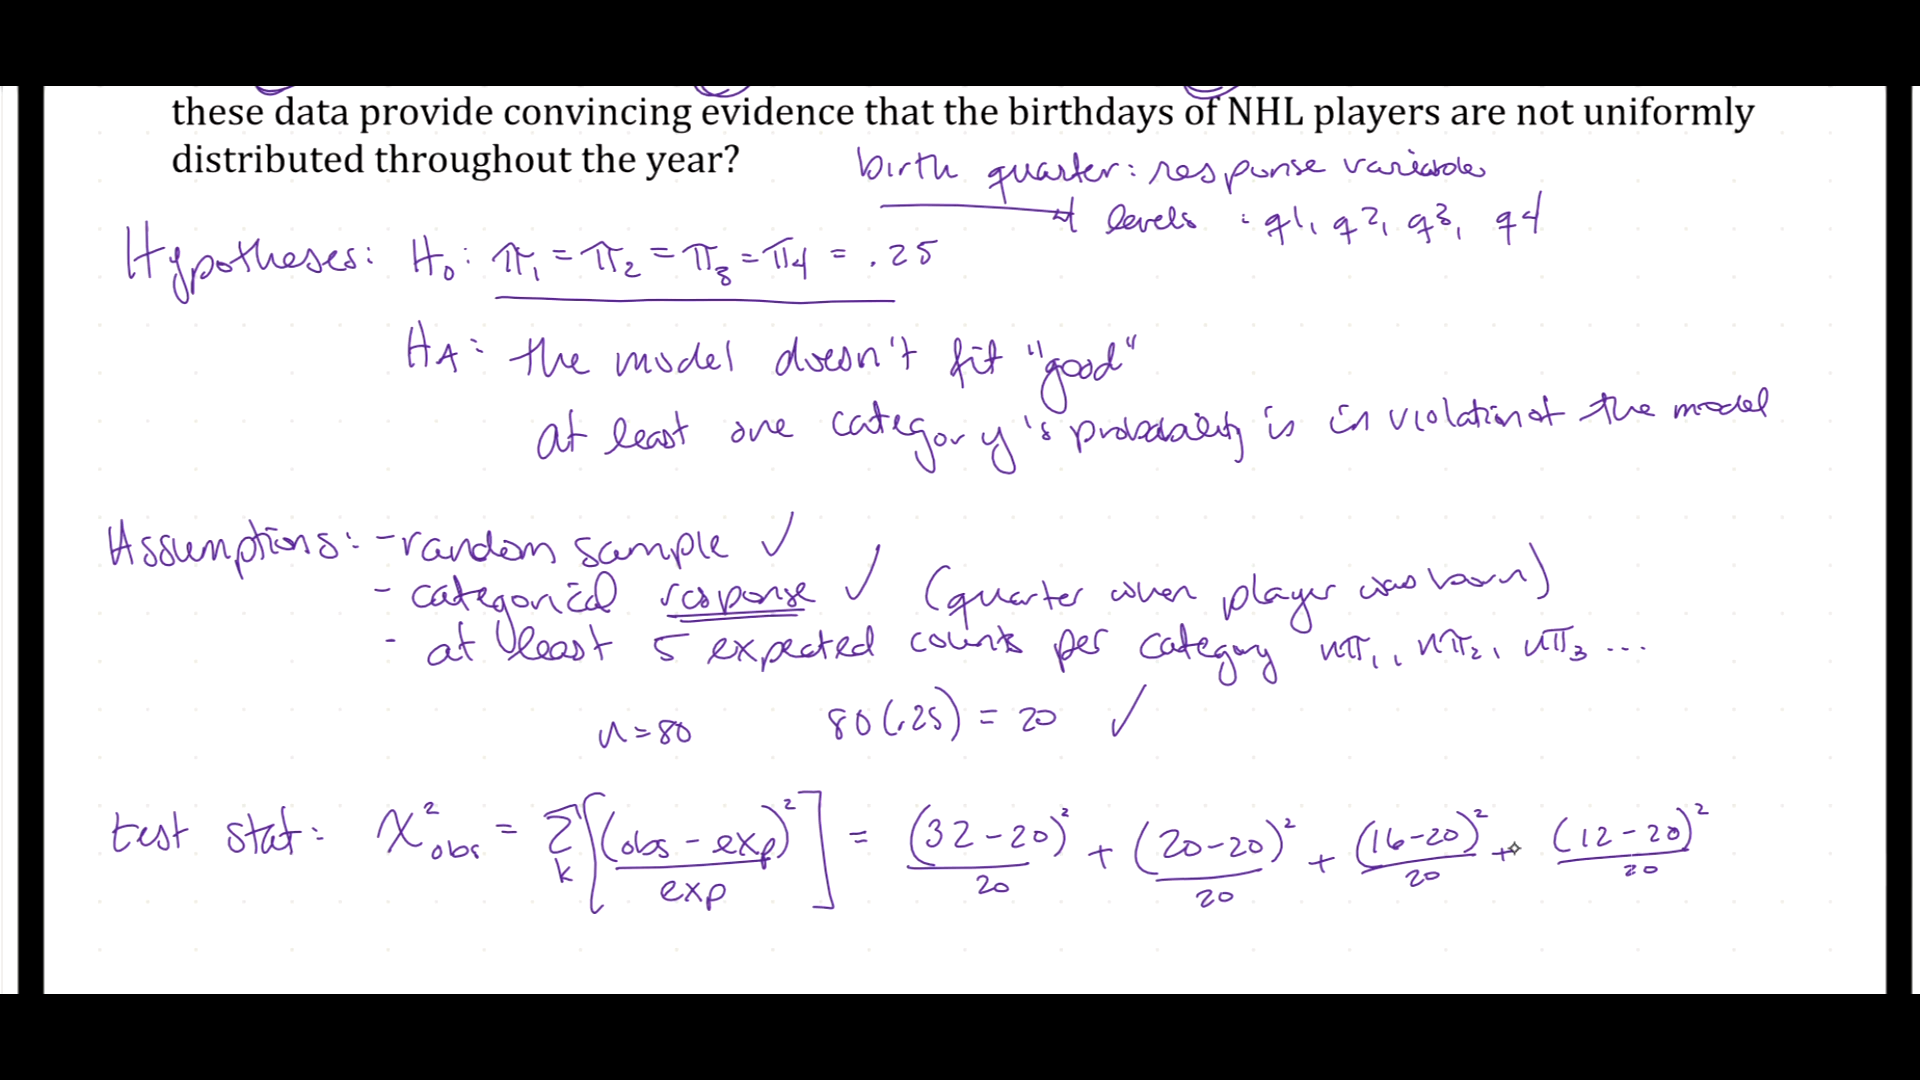 these data provide convincing evidence that the birthdays of NHL players are not uniformly
distributed throughout the year?
birth quarter: response variable
4 levels : q1, q2, q3, q4
Hypotheses: H₀: π₁ = π₂ = π₃ = π₄ = .25
H_A: the model doesn't fit "good"
at least one category's probability is in violation of the model
Assumptions: - random sample ✓
- categorical response ✓ (quarter when player was born)
- at least 5 expected counts per category nπ₁, nπ₂, nπ₃ ...
n=80 80(.25) = 20 ✓
test stat: χ²obs = Σk [(obs - exp)²/exp] = (32-20)²/20 + (20-20)²/20 + (16-20)²/20 + (12-20)²/20